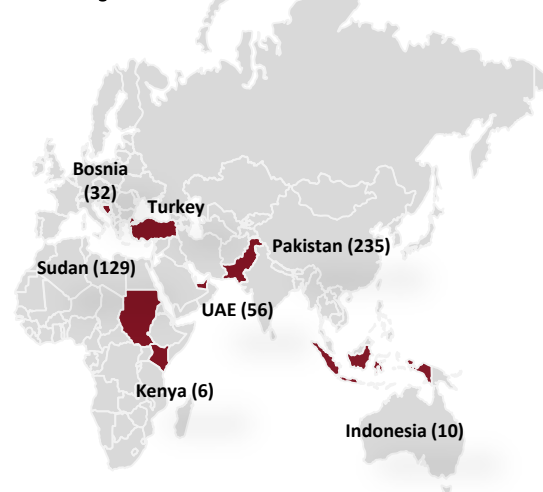 Bosnia
(32)
Turkey
Pakistan (235)
Sudan (129)
UAE (56)
Kenya (6)
Indonesia (10)